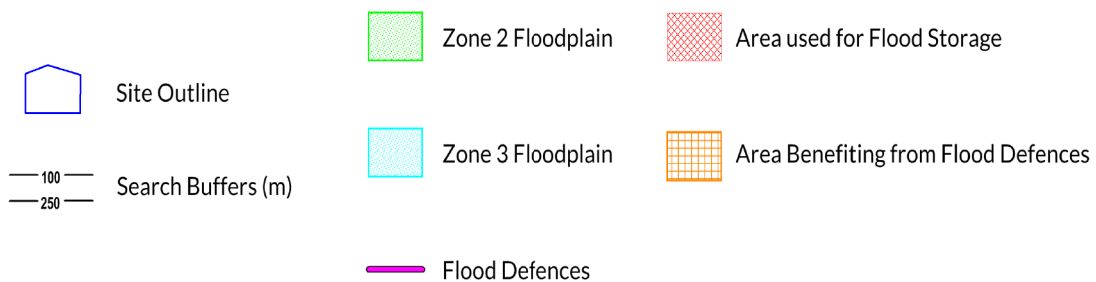 Site Outline
100
250
Search Buffers (m)
Zone 2 Floodplain
Zone 3 Floodplain
Flood Defences
Area used for Flood Storage
Area Benefiting from Flood Defences